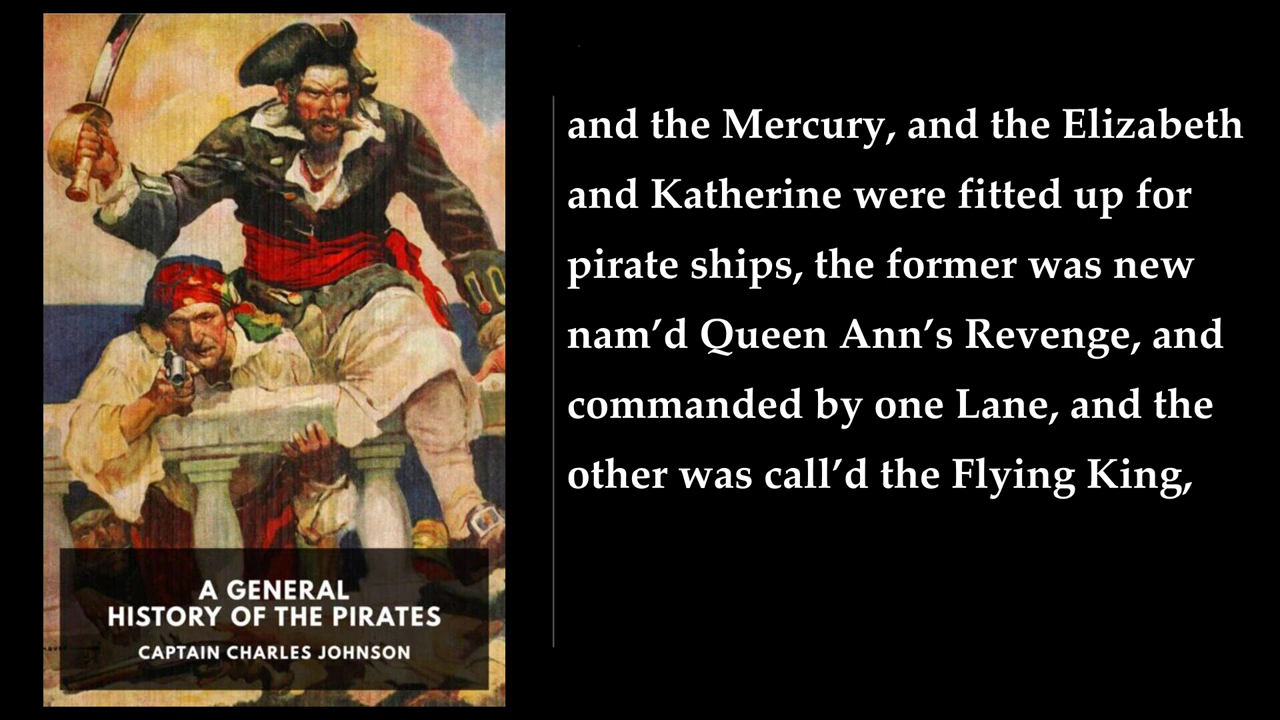 and the Mercury, and the Elizabeth
and Katherine were fitted up for
pirate ships, the former was new
nam’d Queen Ann’s Revenge, and
commanded by one Lane, and the
other was call’d the Flying King,
A GENERAL
HISTORY OF THE PIRATES
CAPTAIN CHARLES JOHNSON